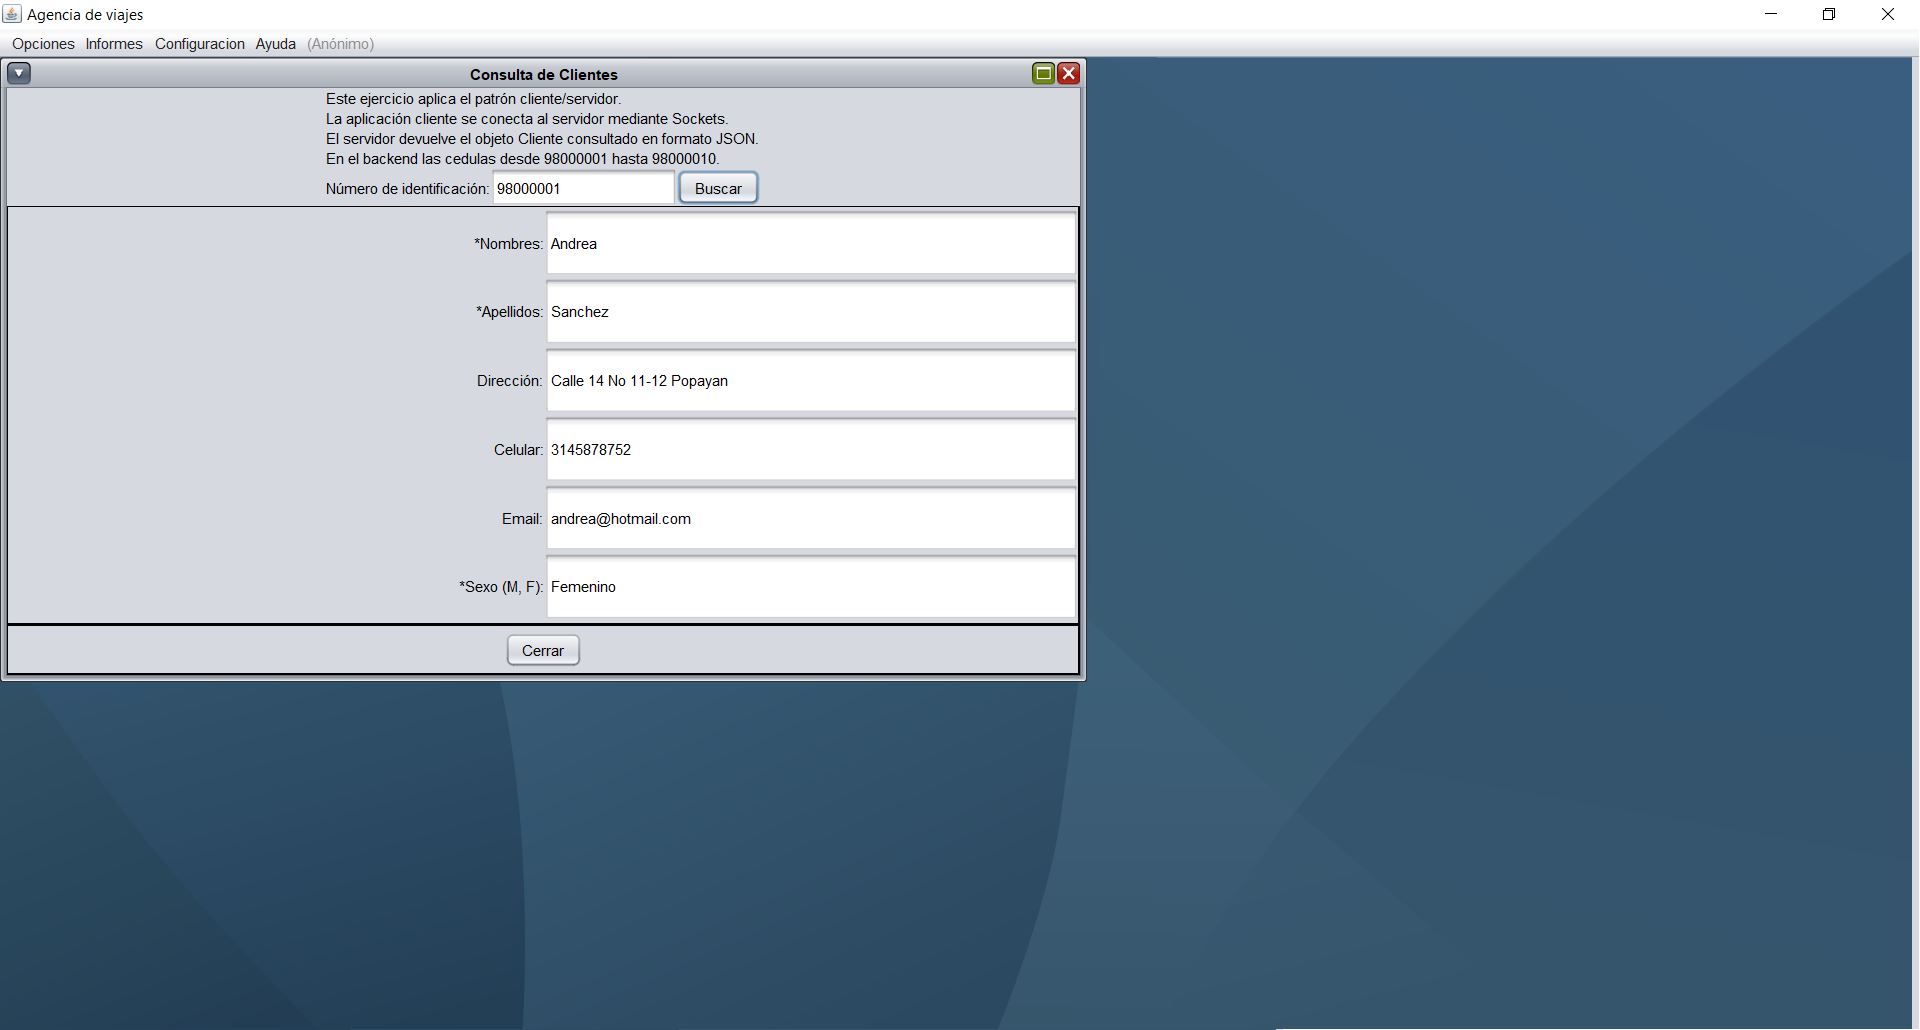 Agencia de viajes
Opciones Informes Configuracion Ayuda (Anónimo)
Consulta de Clientes
Este ejercicio aplica el patrón cliente/servidor.
La aplicación cliente se conecta al servidor mediante Sockets.
El servidor devuelve el objeto Cliente consultado en formato JSON.
En el backend las cedulas desde 98000001 hasta 98000010.
Número de identificación: 98000001 Buscar
*Nombres: Andrea
*Apellidos: Sanchez
Dirección: Calle 14 No 11-12 Popayan
Celular: 3145878752
Email: andrea@hotmail.com
*Sexo (M, F): Femenino
Cerrar